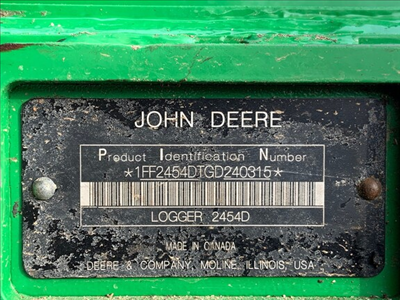 JOHN DEERE
Product Identification Number
*1FF2454DTGD240315*
LOGGER 2454D
MADE IN CANADA
DEERE & COMPANY, MOLINE, ILLINOIS, USA